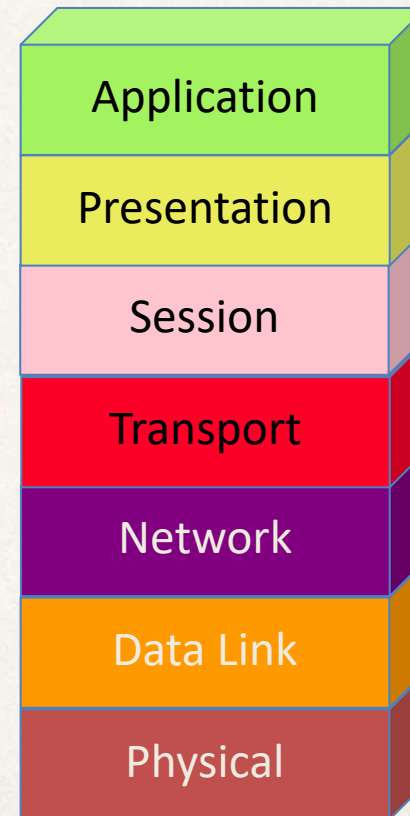 Application
Presentation
Session
Transport
Network
Data Link
Physical